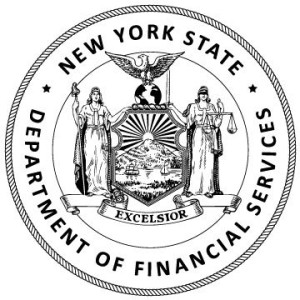 NEW YORK STATE
DEPARTMENT OF FINANCIAL SERVICES
EXCELSIOR